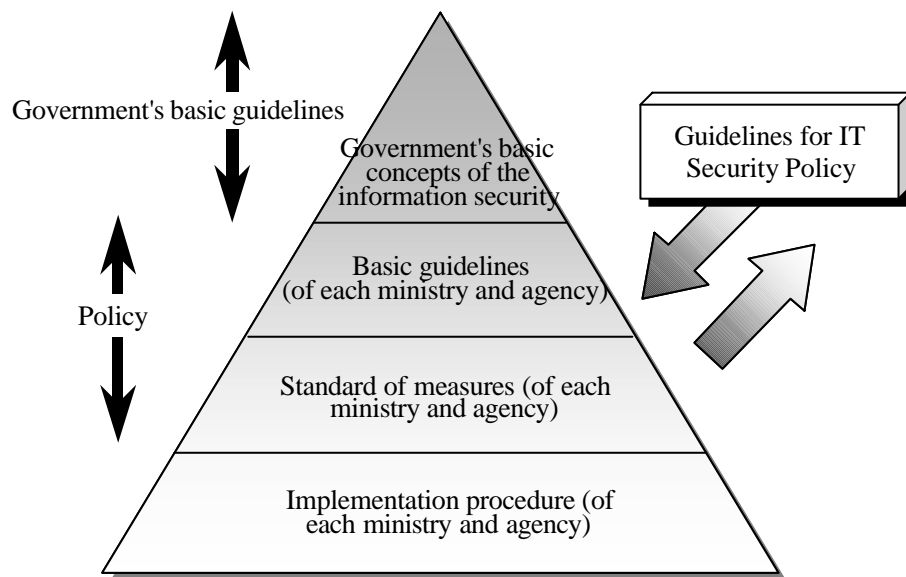 Government's basic guidelines
Government's basic
concepts of the
information security
Guidelines for IT
Security Policy
Basic guidelines
(of each ministry and agency)
Policy
Standard of measures (of each
ministry and agency)
Implementation procedure (of
each ministry and agency)